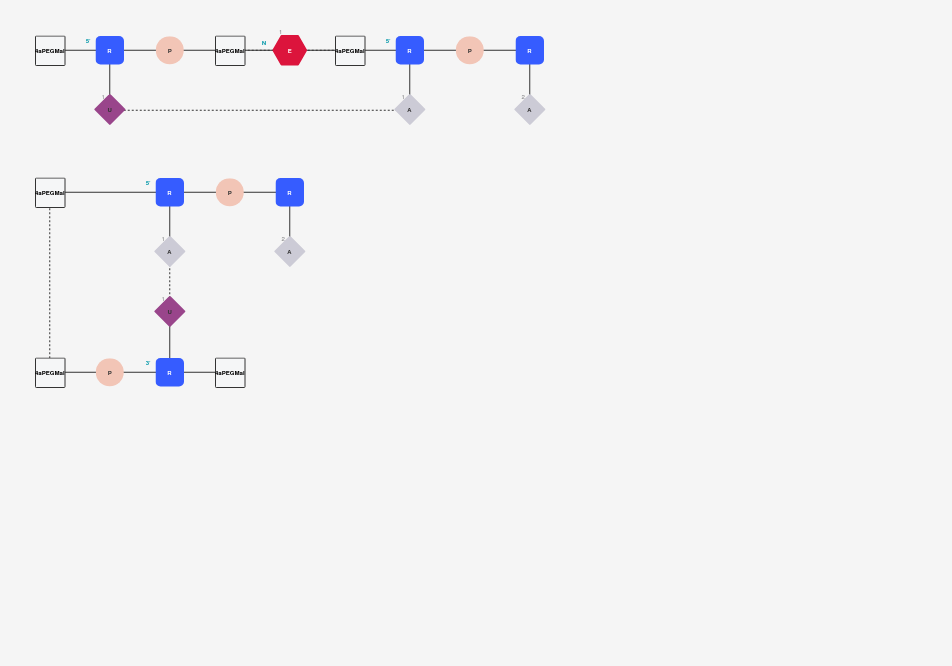 1
5' N 5'
4aPEGMal R P 4aPEGMal E 4aPEGMal R P R
1 1 2
U A A
5'
4aPEGMal R P R
1 2
A A
1
U
3'
4aPEGMal P R 4aPEGMal